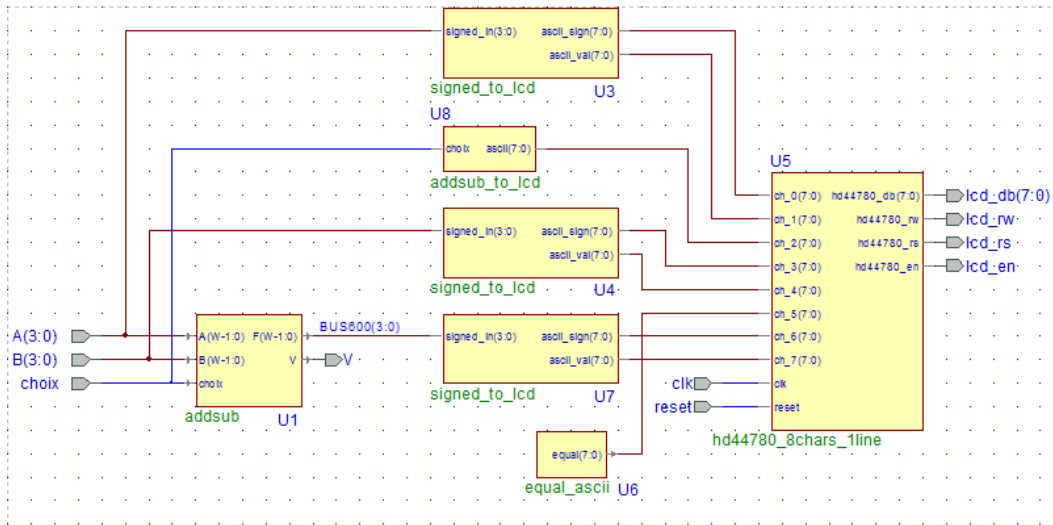 signed_in(3:0) ascii_sign(7:0)
ascii_val(7:0)
signed_to_lcd U3
U8
choix ascii(7:0)
addsub_to_lcd
signed_in(3:0) ascii_sign(7:0)
ascii_val(7:0)
signed_to_lcd U4
A(3:0)
B(3:0)
choix
A(W-1:0) F(W-1:0)
B(W-1:0) V
choix
addsub U1
BUS600(3:0)
V
signed_in(3:0) ascii_sign(7:0)
ascii_val(7:0)
signed_to_lcd U7
equal(7:0)
equal_ascii U6
U5
ch_0(7:0) hd44780_db(7:0)
ch_1(7:0) hd44780_rw
ch_2(7:0) hd44780_rs
ch_3(7:0) hd44780_en
ch_4(7:0)
ch_5(7:0)
ch_6(7:0)
ch_7(7:0)
clk
reset
hd44780_8chars_1line
clk
reset
lcd_db(7:0)
lcd_rw
lcd_rs
lcd_en